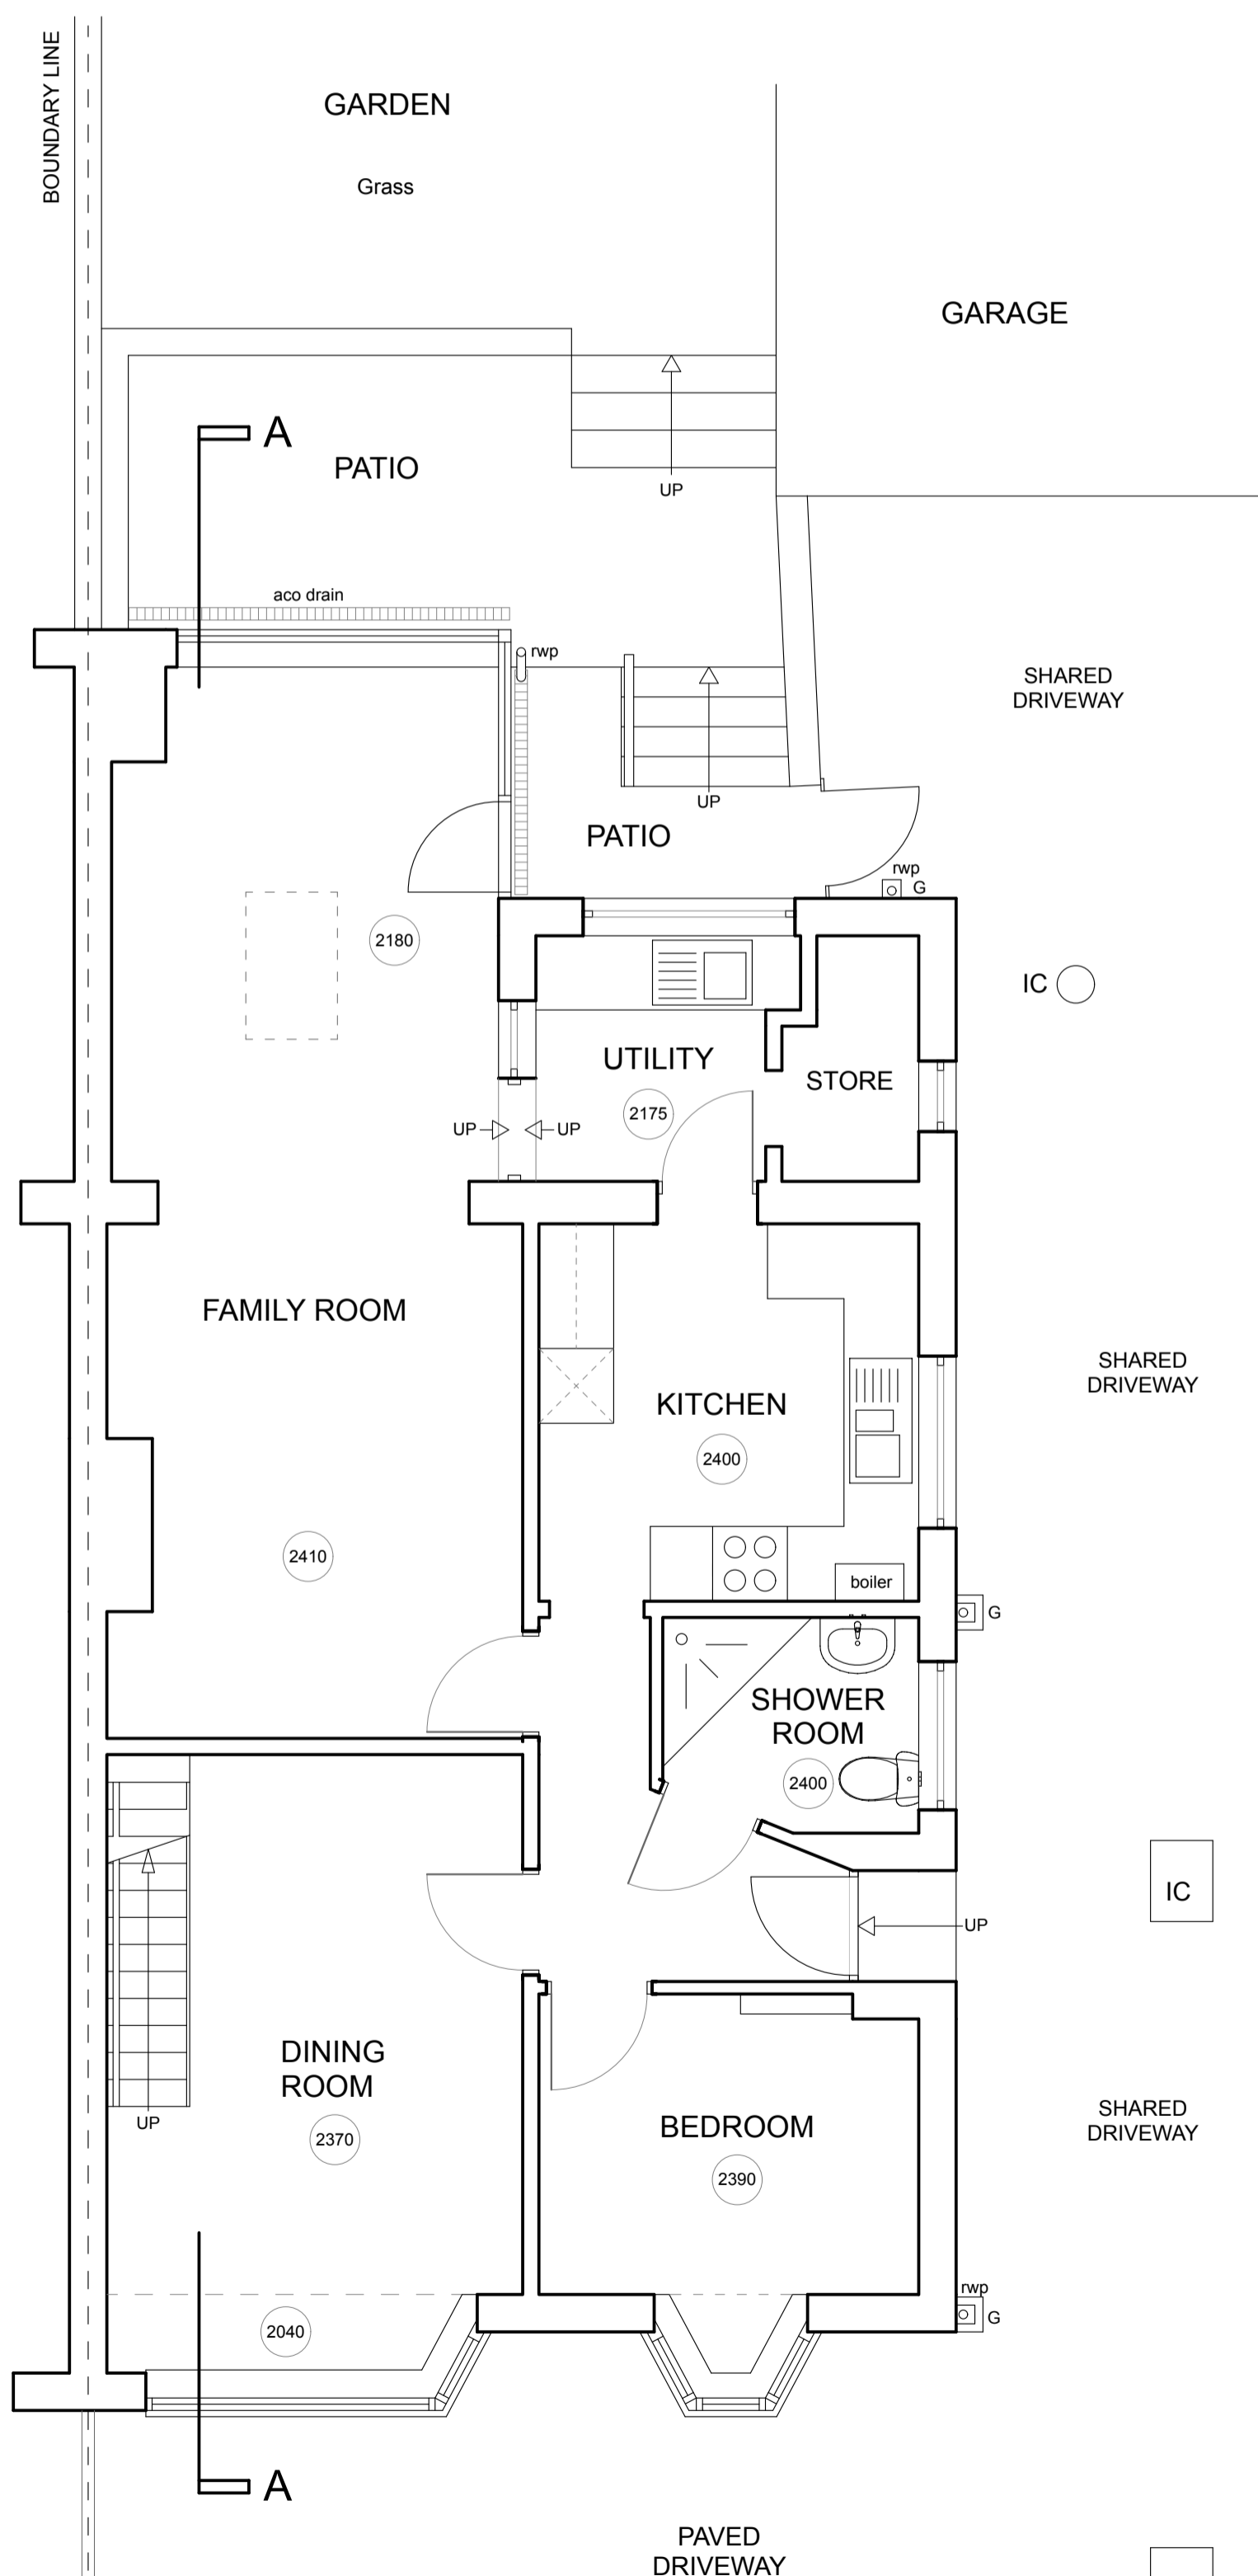 BOUNDARY LINE
GARDEN
Grass
GARAGE
A
PATIO
UP
aco drain
rwp
SHARED
DRIVEWAY
UP
PATIO
rwp
G
2180
IC
UTILITY
STORE
2175
UP
UP
FAMILY ROOM
SHARED
DRIVEWAY
KITCHEN
2400
2410
boiler
G
SHOWER
ROOM
2400
IC
UP
DINING
ROOM
SHARED
DRIVEWAY
UP
BEDROOM
2370
2390
rwp
G
2040
A
PAVED
DRIVEWAY